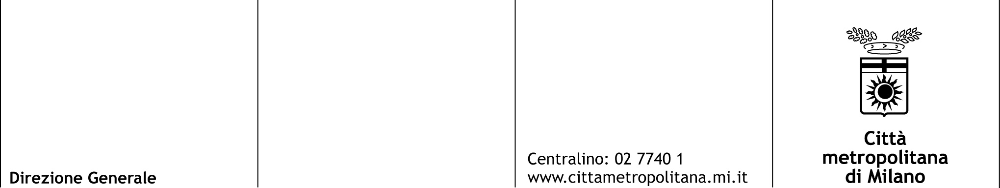 Direzione Generale
Centralino: 02 7740 1
www.cittametropolitana.mi.it
Città
metropolitana
di Milano